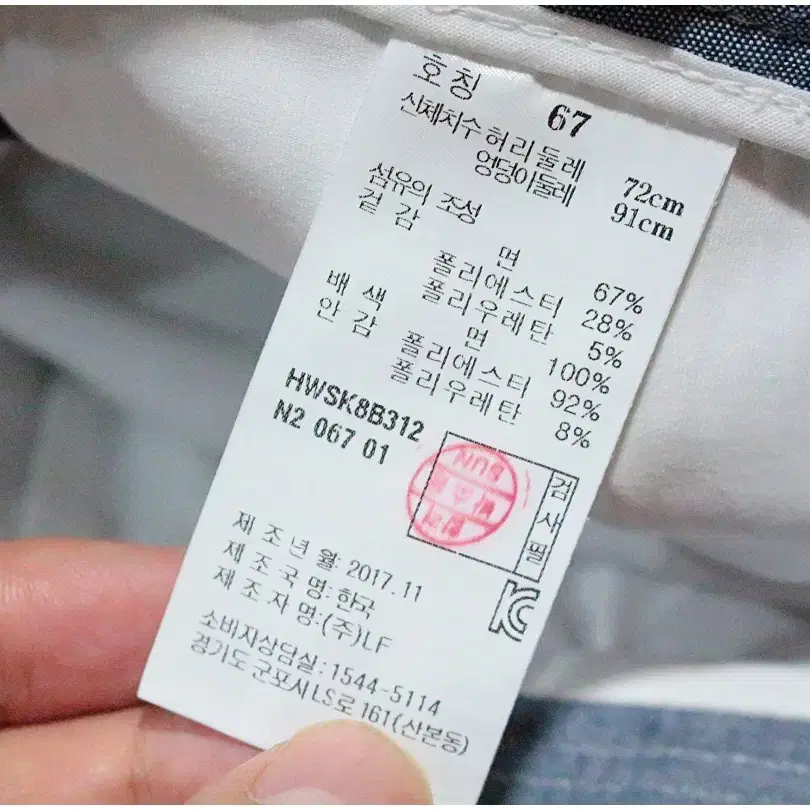 호칭 67
신체치수 허리둘레 72cm
엉덩이둘레 91cm
섬유의 조성
겉감
면 67%
폴리에스터 28%
폴리우레탄 5%
배색 면 100%
안감 폴리에스터 92%
폴리우레탄 8%
HWSK8B312
N2 067 01
검사필
제조년월: 2017.11
제조국명: 한국
제조자명:(주)LF
소비자상담실:1544-5114
경기도 군포시 LS로 161(산본동)